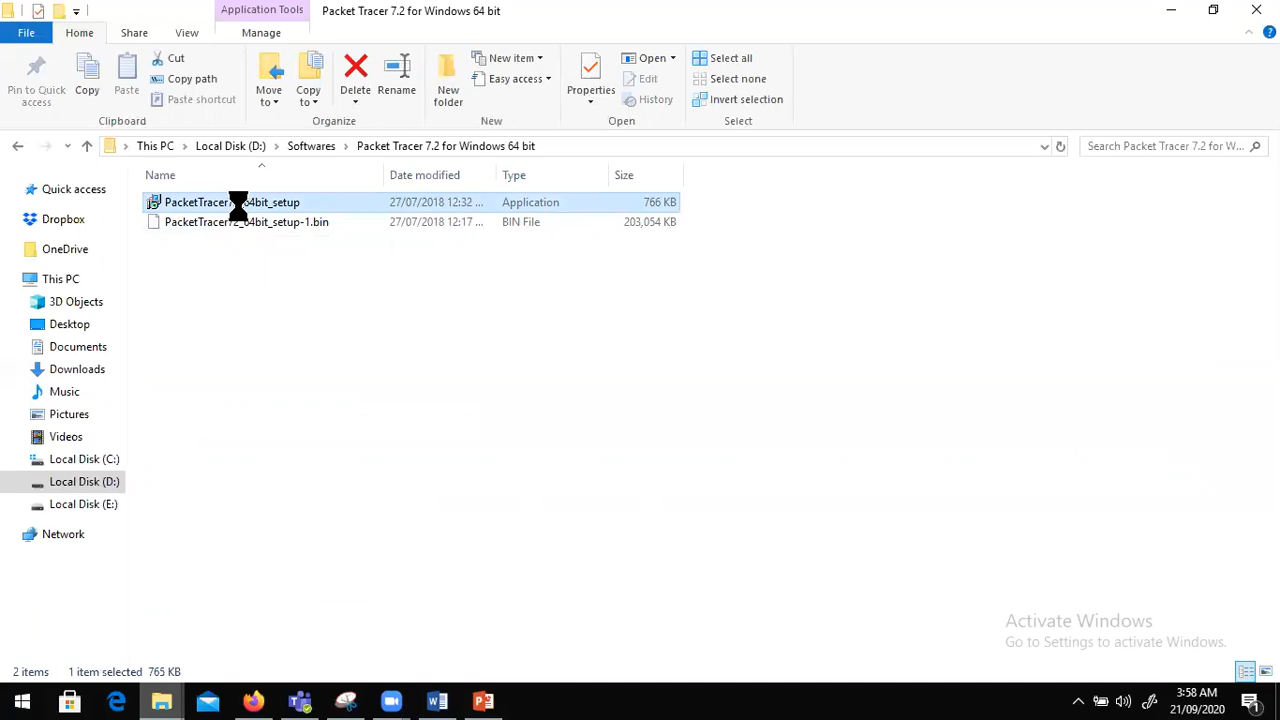 Application Tools Packet Tracer 7.2 for Windows 64 bit
File Home Share View Manage
Pin to Quick access
Copy
Paste
Cut
Copy path
Paste shortcut
Clipboard
Move to
Copy to
Delete
Rename
Organize
New folder
New item
Easy access
New
Properties
Open
Edit
History
Open
Select all
Select none
Invert selection
Select
This PC Local Disk (D:) Softwares Packet Tracer 7.2 for Windows 64 bit Search Packet Tracer 7.2 for W...
Name Date modified Type Size
27/07/2018 12:32 ... Application 766 KB
PacketTracer72_64bit_setup-1.bin 27/07/2018 12:17 ... BIN File 203,054 KB
Quick access
Dropbox
OneDrive
This PC
3D Objects
Desktop
Documents
Downloads
Music
Pictures
Videos
Local Disk (C:)
Local Disk (D:)
Local Disk (E:)
Network
Activate Windows
Go to Settings to activate Windows.
2 items 1 item selected 765 KB
3:58 AM
21/09/2020
1